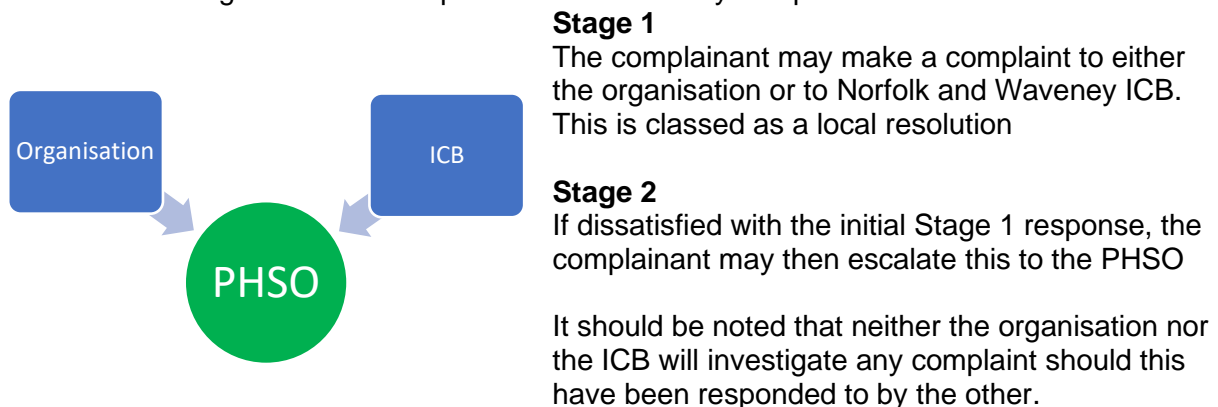 Stage 1
The complainant may make a complaint to either
the organisation or to Norfolk and Waveney ICB.
This is classed as a local resolution
Organisation
ICB
PHSO
Stage 2
If dissatisfied with the initial Stage 1 response, the
complainant may then escalate this to the PHSO
It should be noted that neither the organisation nor
the ICB will investigate any complaint should this
have been responded to by the other.